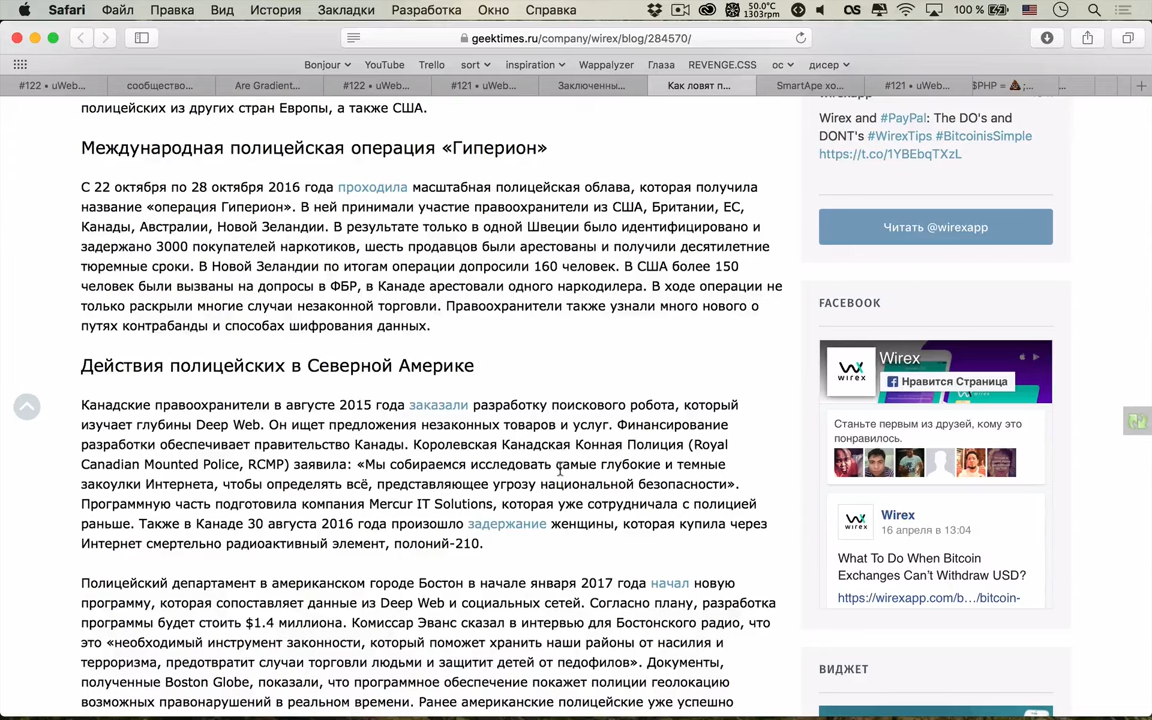 Safari Файл Правка Вид История Закладки Разработка Окно Справка
50.0°C
1303rpm
100 %
geektimes.ru/company/wirex/blog/284570/
Bonjour YouTube Trello sort inspiration Wappalyzer Глаза REVENGE.CSS ос дисер
#122 • uWeb... сообщество... Are Gradient... #122 • uWeb... #121 • uWeb... Заключенны... Как ловят п... SmartApe хо... #121 • uWeb... $PHP =
полицейских из других стран Европы, а также США.
Международная полицейская операция «Гиперион»
С 22 октября по 28 октября 2016 года проходила масштабная полицейская облава, которая получила
название «операция Гиперион». В ней принимали участие правоохранители из США, Британии, ЕС,
Канады, Австралии, Новой Зеландии. В результате только в одной Швеции было идентифицировано и
задержано 3000 покупателей наркотиков, шесть продавцов были арестованы и получили десятилетние
тюремные сроки. В Новой Зеландии по итогам операции допросили 160 человек. В США более 150
человек были вызваны на допросы в ФБР, в Канаде арестовали одного наркодилера. В ходе операции не
только раскрыли многие случаи незаконной торговли. Правоохранители также узнали много нового о
путях контрабанды и способах шифрования данных.
Действия полицейских в Северной Америке
Канадские правоохранители в августе 2015 года заказали разработку поискового робота, который
изучает глубины Deep Web. Он ищет предложения незаконных товаров и услуг. Финансирование
разработки обеспечивает правительство Канады. Королевская Канадская Конная Полиция (Royal
Canadian Mounted Police, RCMP) заявила: «Мы собираемся исследовать самые глубокие и темные
закоулки Интернета, чтобы определять всё, представляющее угрозу национальной безопасности».
Программную часть подготовила компания Mercur IT Solutions, которая уже сотрудничала с полицией
раньше. Также в Канаде 30 августа 2016 года произошло задержание женщины, которая купила через
Интернет смертельно радиоактивный элемент, полоний-210.
Полицейский департамент в американском городе Бостон в начале января 2017 года начал новую
программу, которая сопоставляет данные из Deep Web и социальных сетей. Согласно плану, разработка
программы будет стоить $1.4 миллиона. Комиссар Эванс сказал в интервью для Бостонского радио, что
это «необходимый инструмент законности, который поможет хранить наши районы от насилия и
терроризма, предотвратит случаи торговли людьми и защитит детей от педофилов». Документы,
полученные Boston Globe, показали, что программное обеспечение покажет полиции геолокацию
возможных правонарушений в реальном времени. Ранее американские полицейские уже успешно
Wirex and #PayPal: The DO's and
DONT's #WirexTips #BitcoinisSimple
https://t.co/1YBEbqTXzL
Читать @wirexapp
FACEBOOK
Wirex
wırex
Нравится Страница
Станьте первым из друзей, кому это
понравилось.
Wirex
16 апреля в 13:04
What To Do When Bitcoin
Exchanges Can't Withdraw USD?
https://wirexapp.com/b…/bitcoin-
ВИДЖЕТ